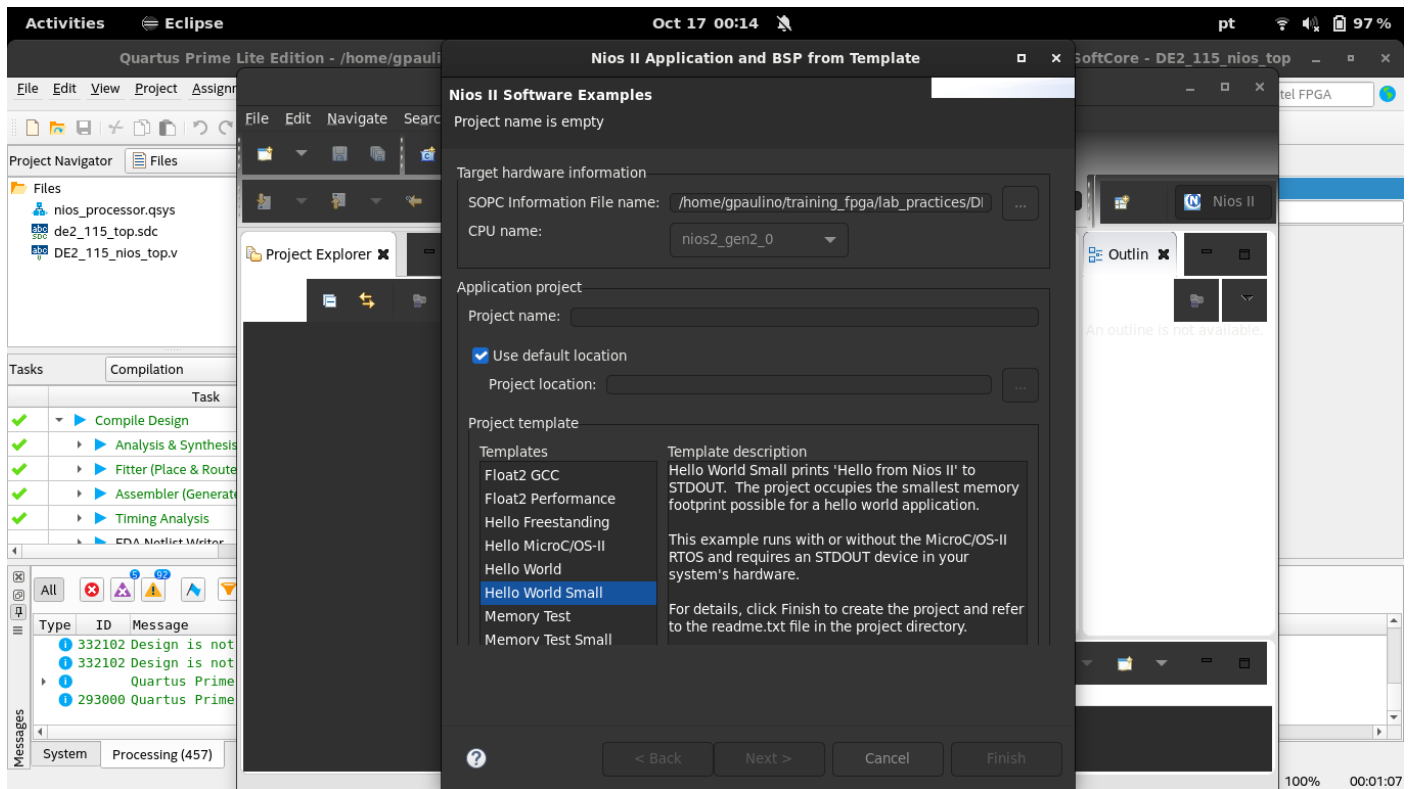 Activities Eclipse Oct 17 00:14 pt 97 %
Quartus Prime Lite Edition - /home/gpauli
SoftCore - DE2_115_nios_top
Nios II Application and BSP from Template
File Edit View Project Assignr
tel FPGA
Project Navigator Files
Files
nios_processor.qsys
de2_115_top.sdc
DE2_115_nios_top.v
Tasks Compilation
Task
Compile Design
Analysis & Synthesis
Fitter (Place & Route
Assembler (Generate
Timing Analysis
EDA Netlist Writer
All 5 92
Type ID Message
332102 Design is not
332102 Design is not
Quartus Prime
293000 Quartus Prime
Messages
System Processing (457)
File Edit Navigate Searc
Project Explorer
Nios II
Outlin
An outline is not available.
Nios II Software Examples
Project name is empty
Target hardware information
SOPC Information File name: /home/gpaulino/training_fpga/lab_practices/DI ...
CPU name: nios2_gen2_0
Application project
Project name:
Use default location
Project location: ...
Project template
Templates
Float2 GCC
Float2 Performance
Hello Freestanding
Hello MicroC/OS-II
Hello World
Hello World Small
Memory Test
Memory Test Small
Template description
Hello World Small prints 'Hello from Nios II' to
STDOUT. The project occupies the smallest memory
footprint possible for a hello world application.
This example runs with or without the MicroC/OS-II
RTOS and requires an STDOUT device in your
system's hardware.
For details, click Finish to create the project and refer
to the readme.txt file in the project directory.
< Back Next > Cancel Finish
100% 00:01:07